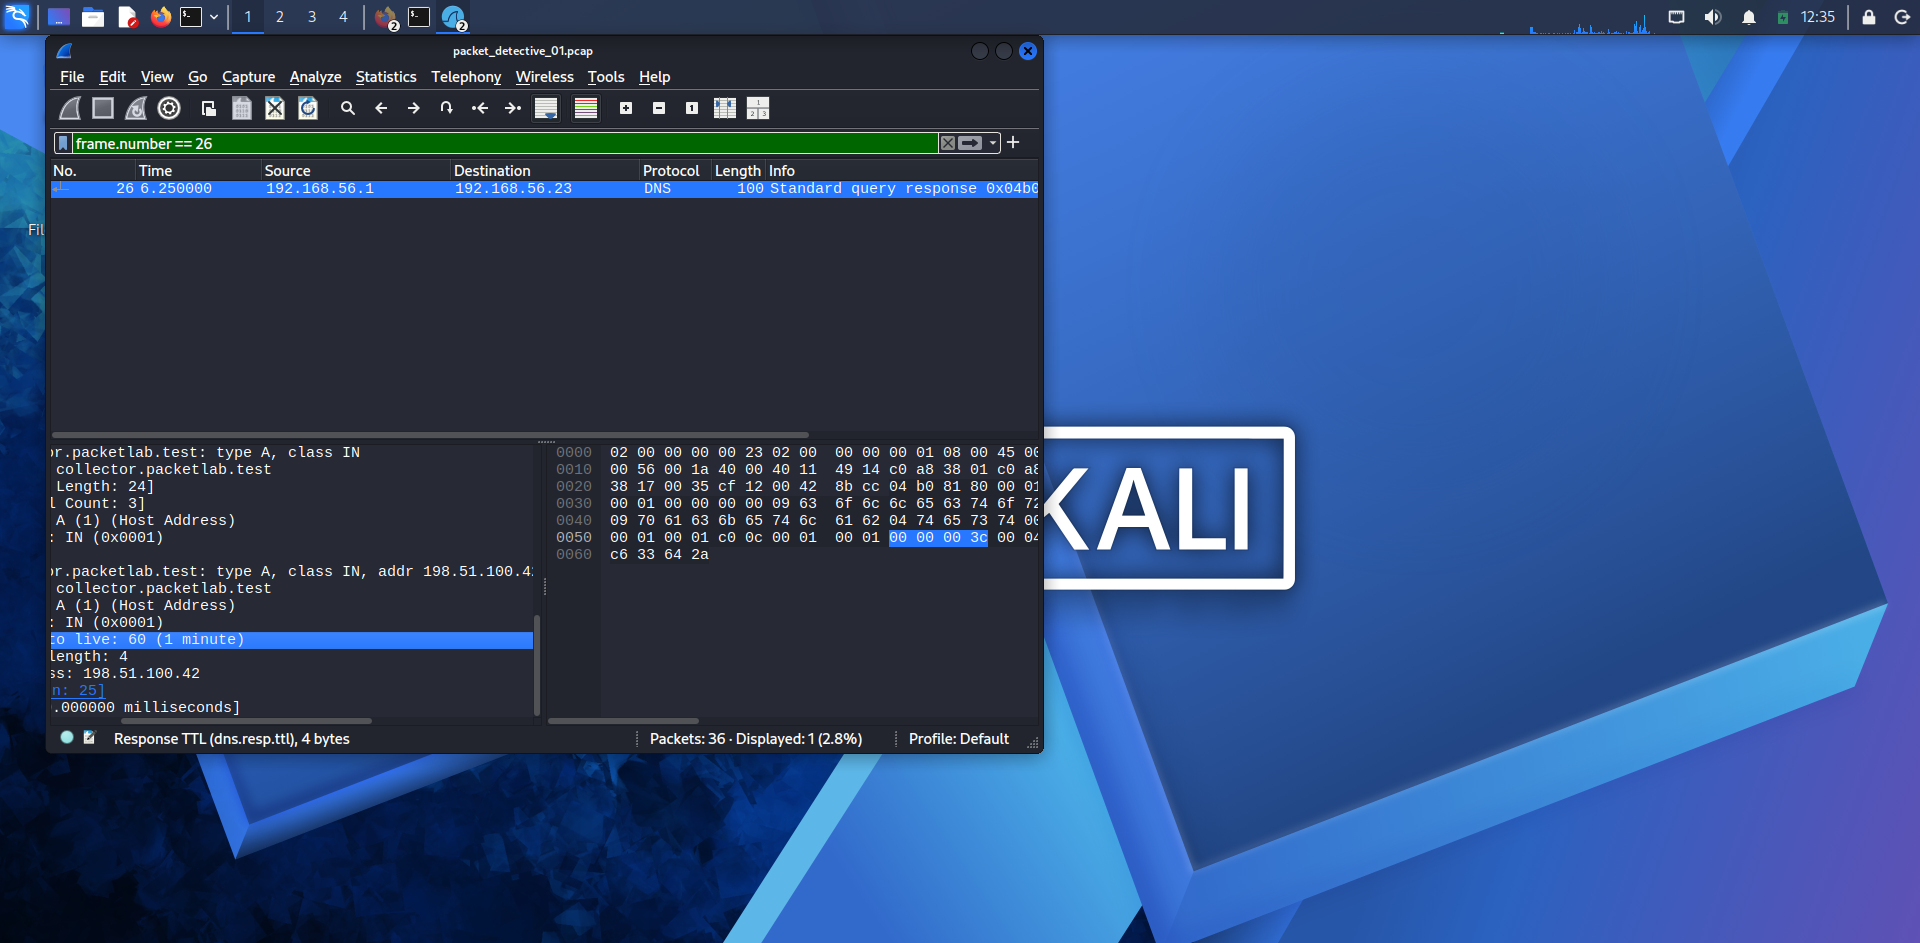 1 2 3 4 2 2 12:35
packet_detective_01.pcap
File Edit View Go Capture Analyze Statistics Telephony Wireless Tools Help
frame.number == 26
No. Time Source Destination Protocol Length Info
26 6.250000 192.168.56.1 192.168.56.23 DNS 100 Standard query response 0x04b0
Fil
or.packetlab.test: type A, class IN
collector.packetlab.test
Length: 24]
l Count: 3]
A (1) (Host Address)
: IN (0x0001)
or.packetlab.test: type A, class IN, addr 198.51.100.42
collector.packetlab.test
A (1) (Host Address)
: IN (0x0001)
to live: 60 (1 minute)
length: 4
ss: 198.51.100.42
n: 25]
.000000 milliseconds]
0000 02 00 00 00 00 23 02 00 00 00 00 01 08 00 45 00
0010 00 56 00 1a 40 00 40 11 49 14 c0 a8 38 01 c0 a8
0020 38 17 00 35 cf 12 00 42 8b cc 04 b0 81 80 00 01
0030 00 01 00 00 00 00 09 63 6f 6c 6c 65 63 74 6f 72
0040 09 70 61 63 6b 65 74 6c 61 62 04 74 65 73 74 00
0050 00 01 00 01 c0 0c 00 01 00 01 00 00 00 3c 00 04
0060 c6 33 64 2a
KALI
Response TTL (dns.resp.ttl), 4 bytes Packets: 36 · Displayed: 1 (2.8%) Profile: Default